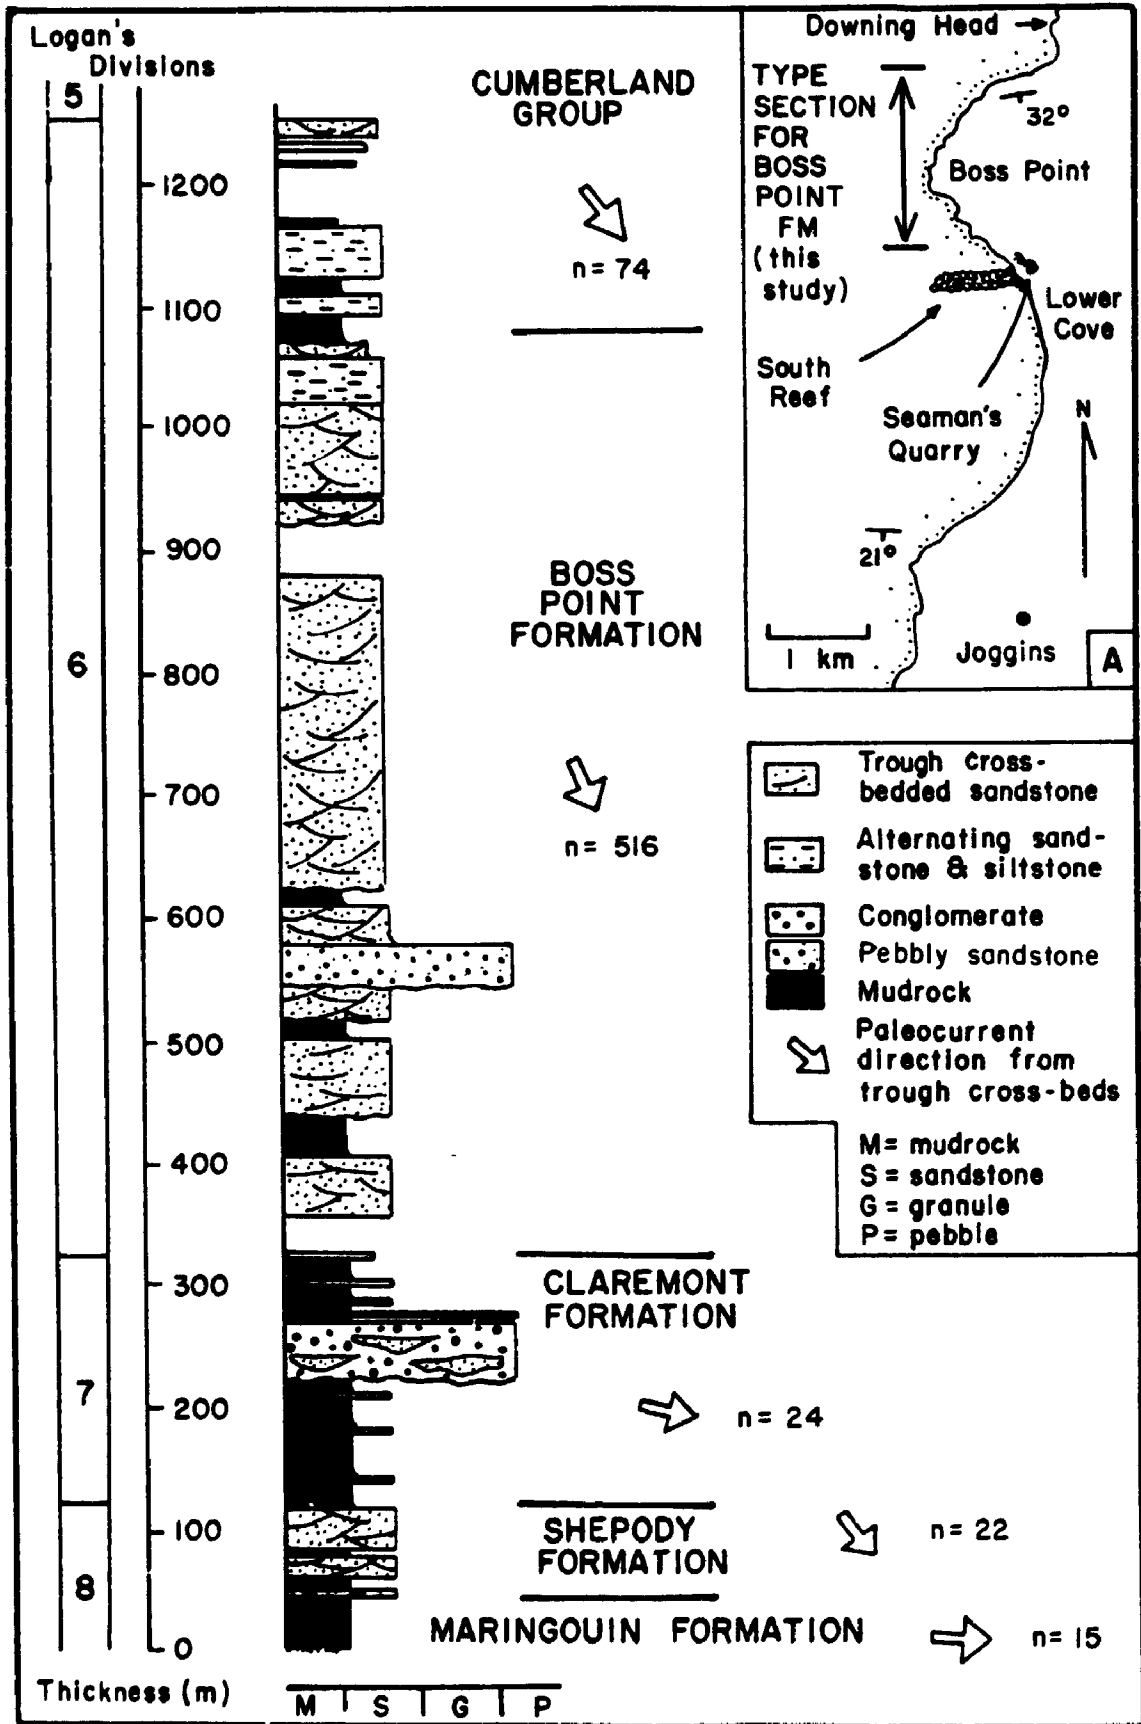 Logan's
Divisions
5
6
7
8
1200
1100
1000
900
800
700
600
500
400
300
200
100
0
Thickness (m)
M S G P
CUMBERLAND
GROUP
n= 74
BOSS
POINT
FORMATION
n= 516
CLAREMONT
FORMATION
n= 24
SHEPODY
FORMATION
n= 22
MARINGOUIN FORMATION
n= 15
Downing Head
TYPE
SECTION
FOR
BOSS
POINT
FM
(this
study)
32°
Boss Point
Lower
Cove
South
Reef
Seaman's
Quarry
N
21°
1 km
Joggins
A
Trough cross-
bedded sandstone
Alternating sand-
stone & siltstone
Conglomerate
Pebbly sandstone
Mudrock
Paleocurrent
direction from
trough cross-beds
M= mudrock
S= sandstone
G= granule
P= pebble